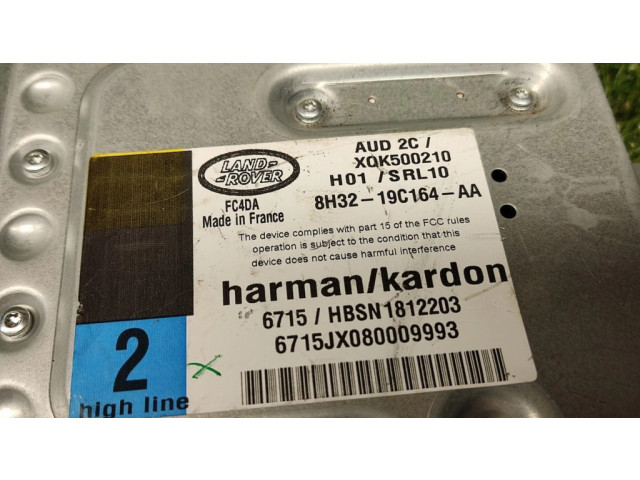 AUD 2C /
XQK500210
H01 / SRL10
8H32-19C164-AA
LAND-
-ROVER
FC4DA
Made in France
The device complies with part 15 of the FCC rules
operation is subject to the condition that this
device does not cause harmful interference
harman/kardon
6715 / HBSN1812203
6715JX080009993
2
high line